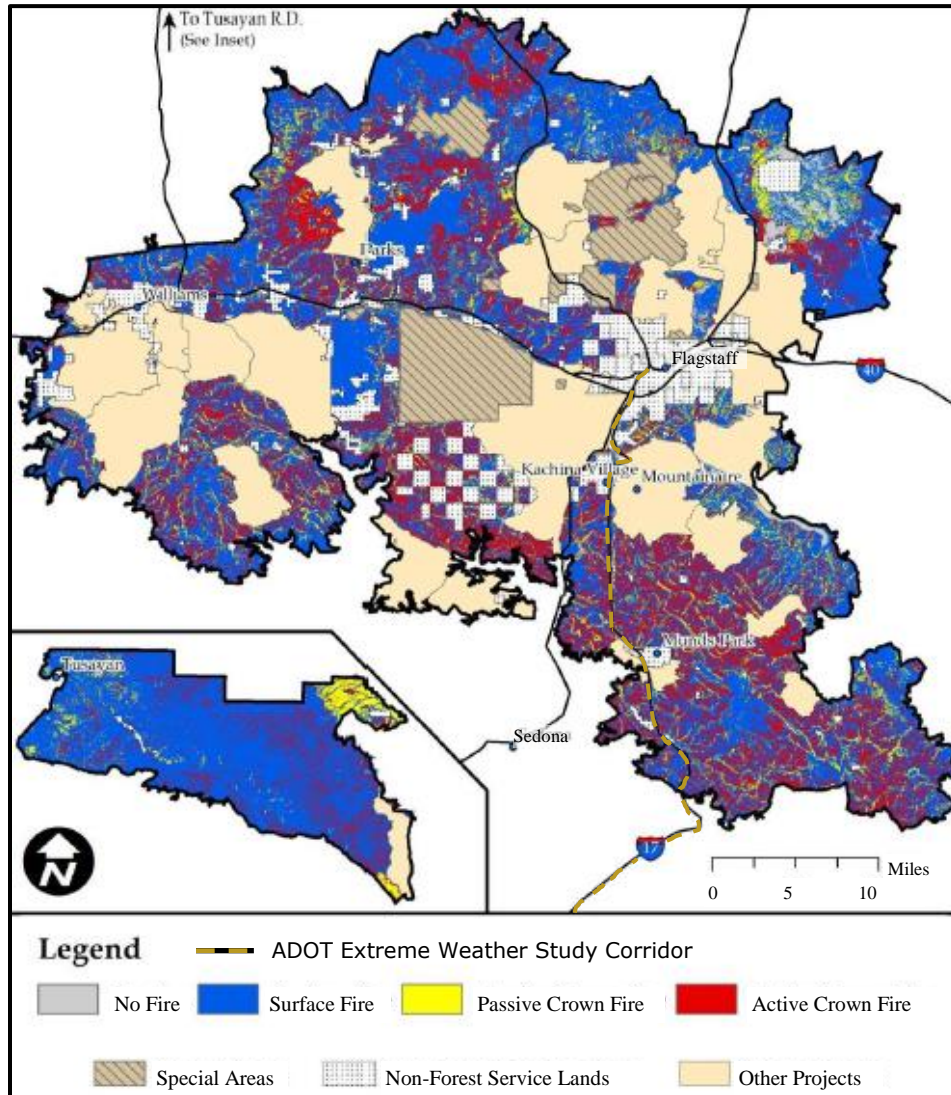 To Tusayan R.D.
(See Inset)
Parks
Williams
Flagstaff
40
Kachina Village
Mountainaire
Munds Park
Tusayan
Sedona
N
17
Miles
0 5 10
Legend
ADOT Extreme Weather Study Corridor
No Fire
Surface Fire
Passive Crown Fire
Active Crown Fire
Special Areas
Non-Forest Service Lands
Other Projects